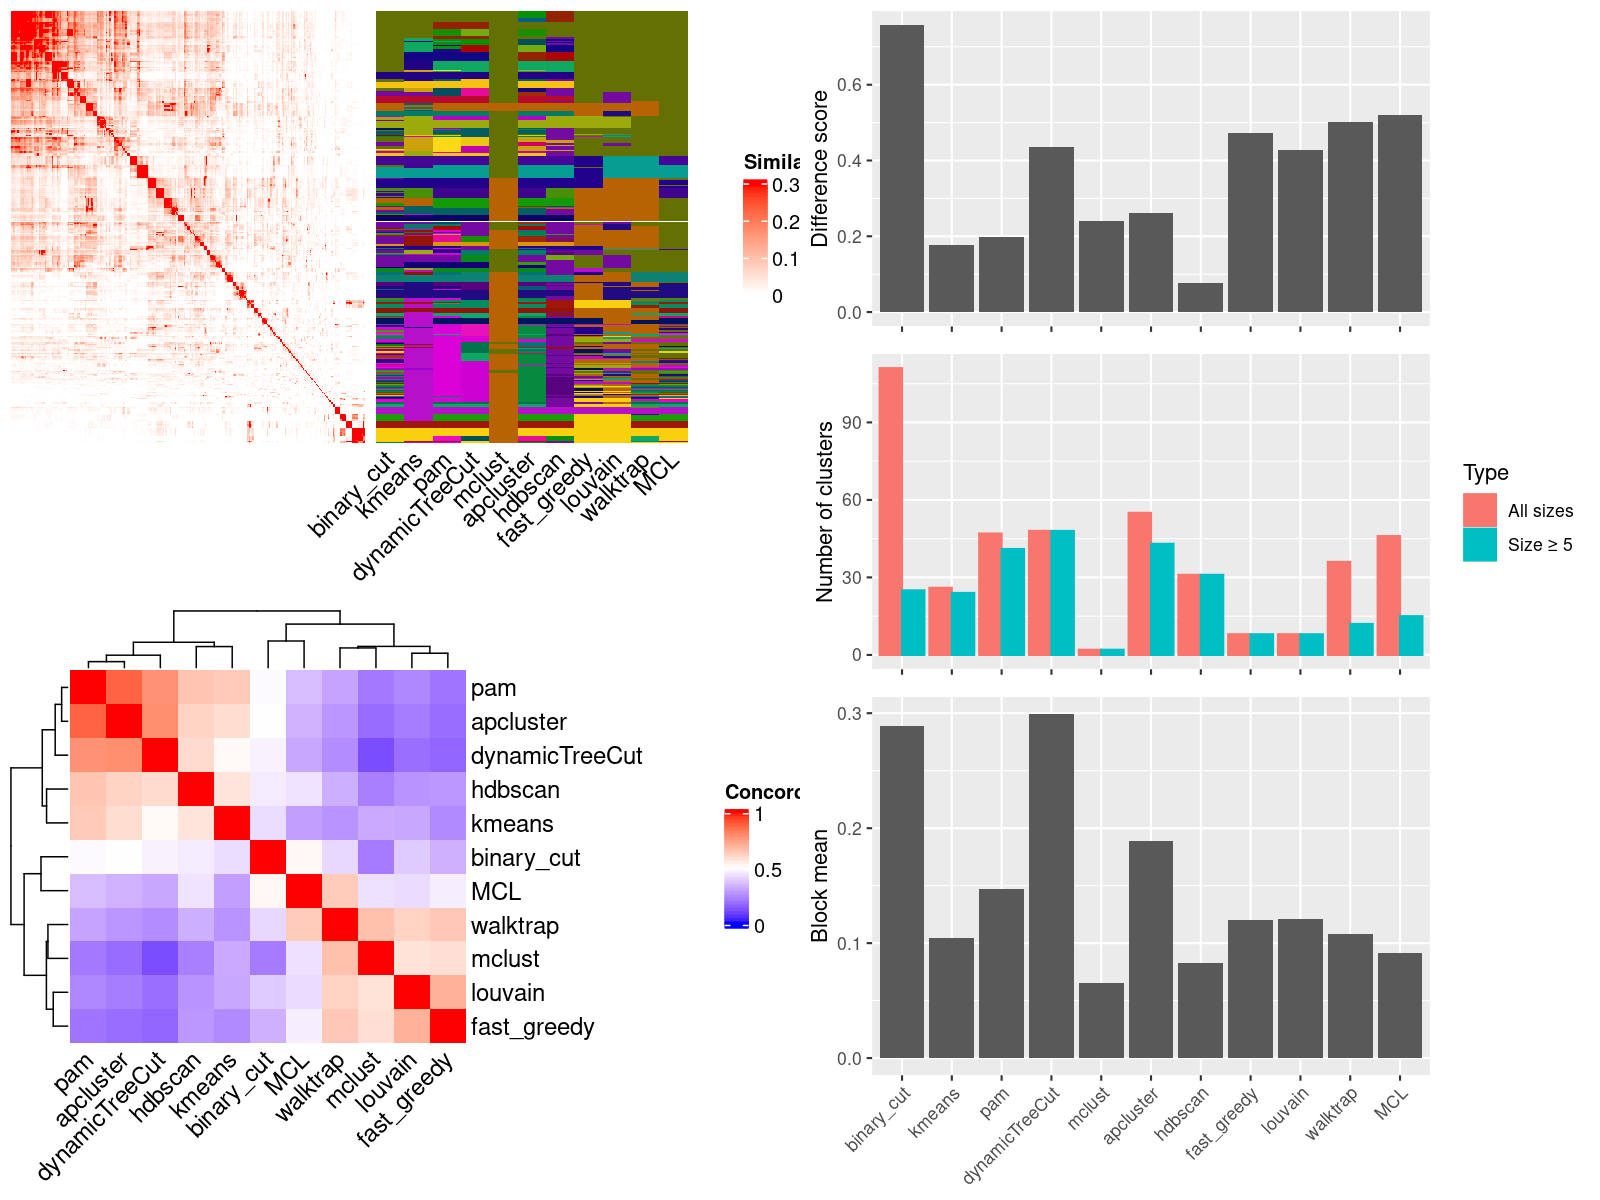 Simila
0.3
0.2
0.1
0
binary_cut
kmeans
pam
dynamicTreeCut
mclust
apcluster
hdbscan
fast_greedy
louvain
walktrap
MCL
pam
apcluster
dynamicTreeCut
hdbscan
kmeans
binary_cut
MCL
walktrap
mclust
louvain
fast_greedy
Concord
1
0.5
0
pam
apcluster
dynamicTreeCut
hdbscan
kmeans
binary_cut
MCL
walktrap
mclust
louvain
fast_greedy
Difference score
0.6
0.4
0.2
0.0
Number of clusters
90
60
30
0
Type
All sizes
Size ≥ 5
Block mean
0.3
0.2
0.1
0.0
binary_cut
kmeans
pam
dynamicTreeCut
mclust
apcluster
hdbscan
fast_greedy
louvain
walktrap
MCL